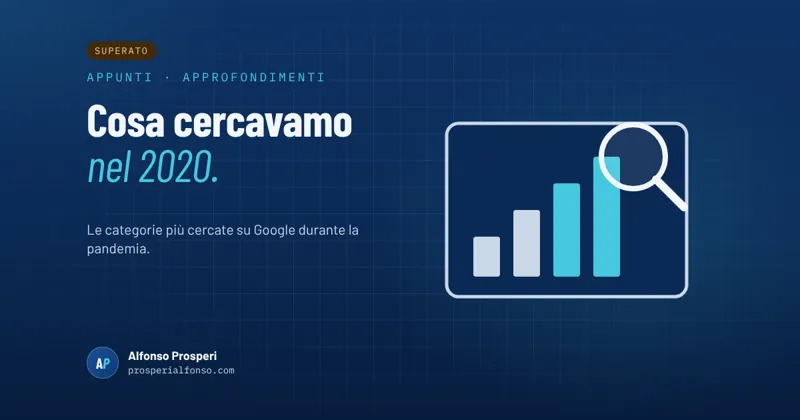 SUPERATO
APPUNTI · APPROFONDIMENTI
Cosa cercavamo
nel 2020.
Le categorie più cercate su Google durante la
pandemia.
AP
Alfonso Prosperi
prosperialfonso.com